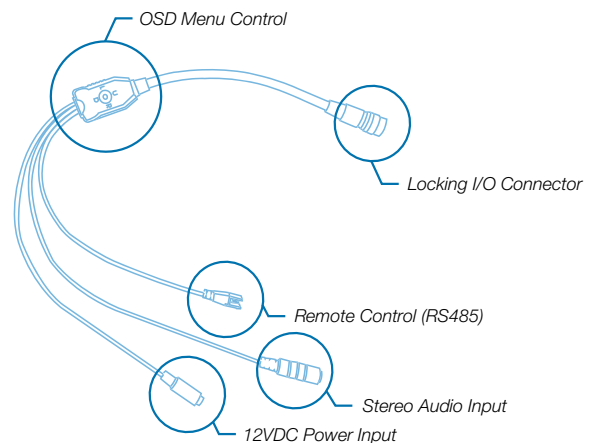 OSD Menu Control
Locking I/O Connector
Remote Control (RS485)
Stereo Audio Input
12VDC Power Input